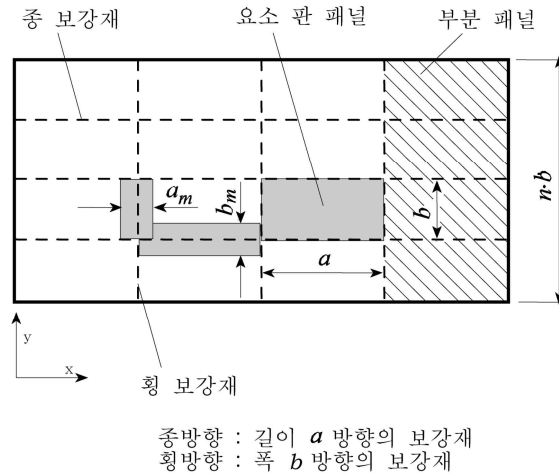 종 보강재
요소 판 패널
부분 패널
a_m
b_m
b
n·b
a
y
x
횡 보강재
종방향 : 길이 a 방향의 보강재
횡방향 : 폭 b 방향의 보강재